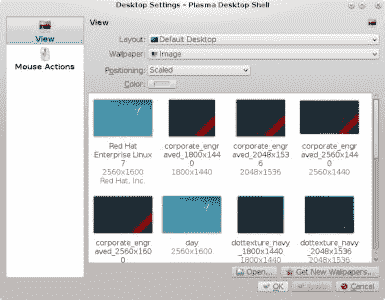 Desktop Settings – Plasma Desktop Shell
View
View
Mouse Actions
Layout: Default Desktop
Wallpaper: Image
Positioning: Scaled
Color:
Red Hat
Enterprise Linux
7
2560x1600
Red Hat, Inc.
corporate_engr
aved_1800x144
0
1800x1440
corporate_engr
aved_2048x153
6
2048x1536
corporate_engr
aved_2560x144
0
2560x1440
corporate_engr
aved_2560x160
0
day
2560x1600
dottexture_navy
_1800x1440
1800x1440
dottexture_navy
_2048x1536
2048x1536
Open...
Get New Wallpapers...
OK
Apply
Cancel